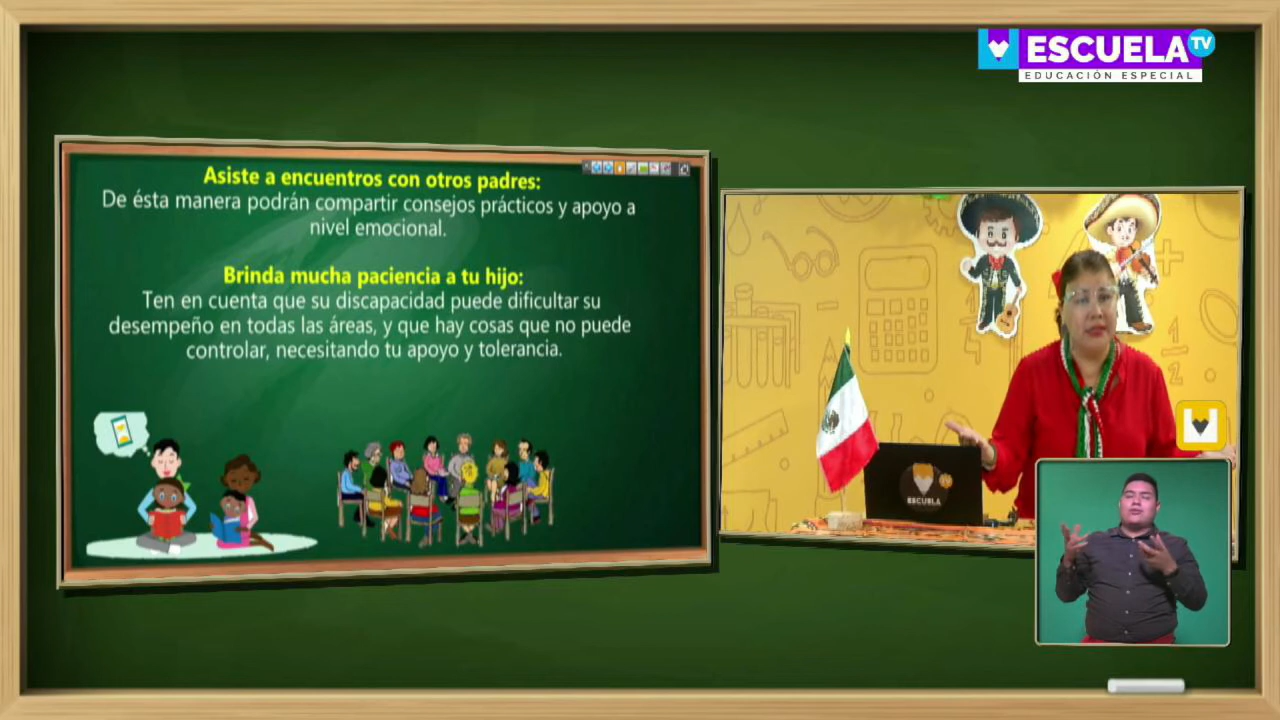 ESCUELA TV
EDUCACIÓN ESPECIAL
Asiste a encuentros con otros padres:
De ésta manera podrán compartir consejos prácticos y apoyo a
nivel emocional.
Brinda mucha paciencia a tu hijo:
Ten en cuenta que su discapacidad puede dificultar su
desempeño en todas las áreas, y que hay cosas que no puede
controlar, necesitando tu apoyo y tolerancia.
1
2
ESCUELA